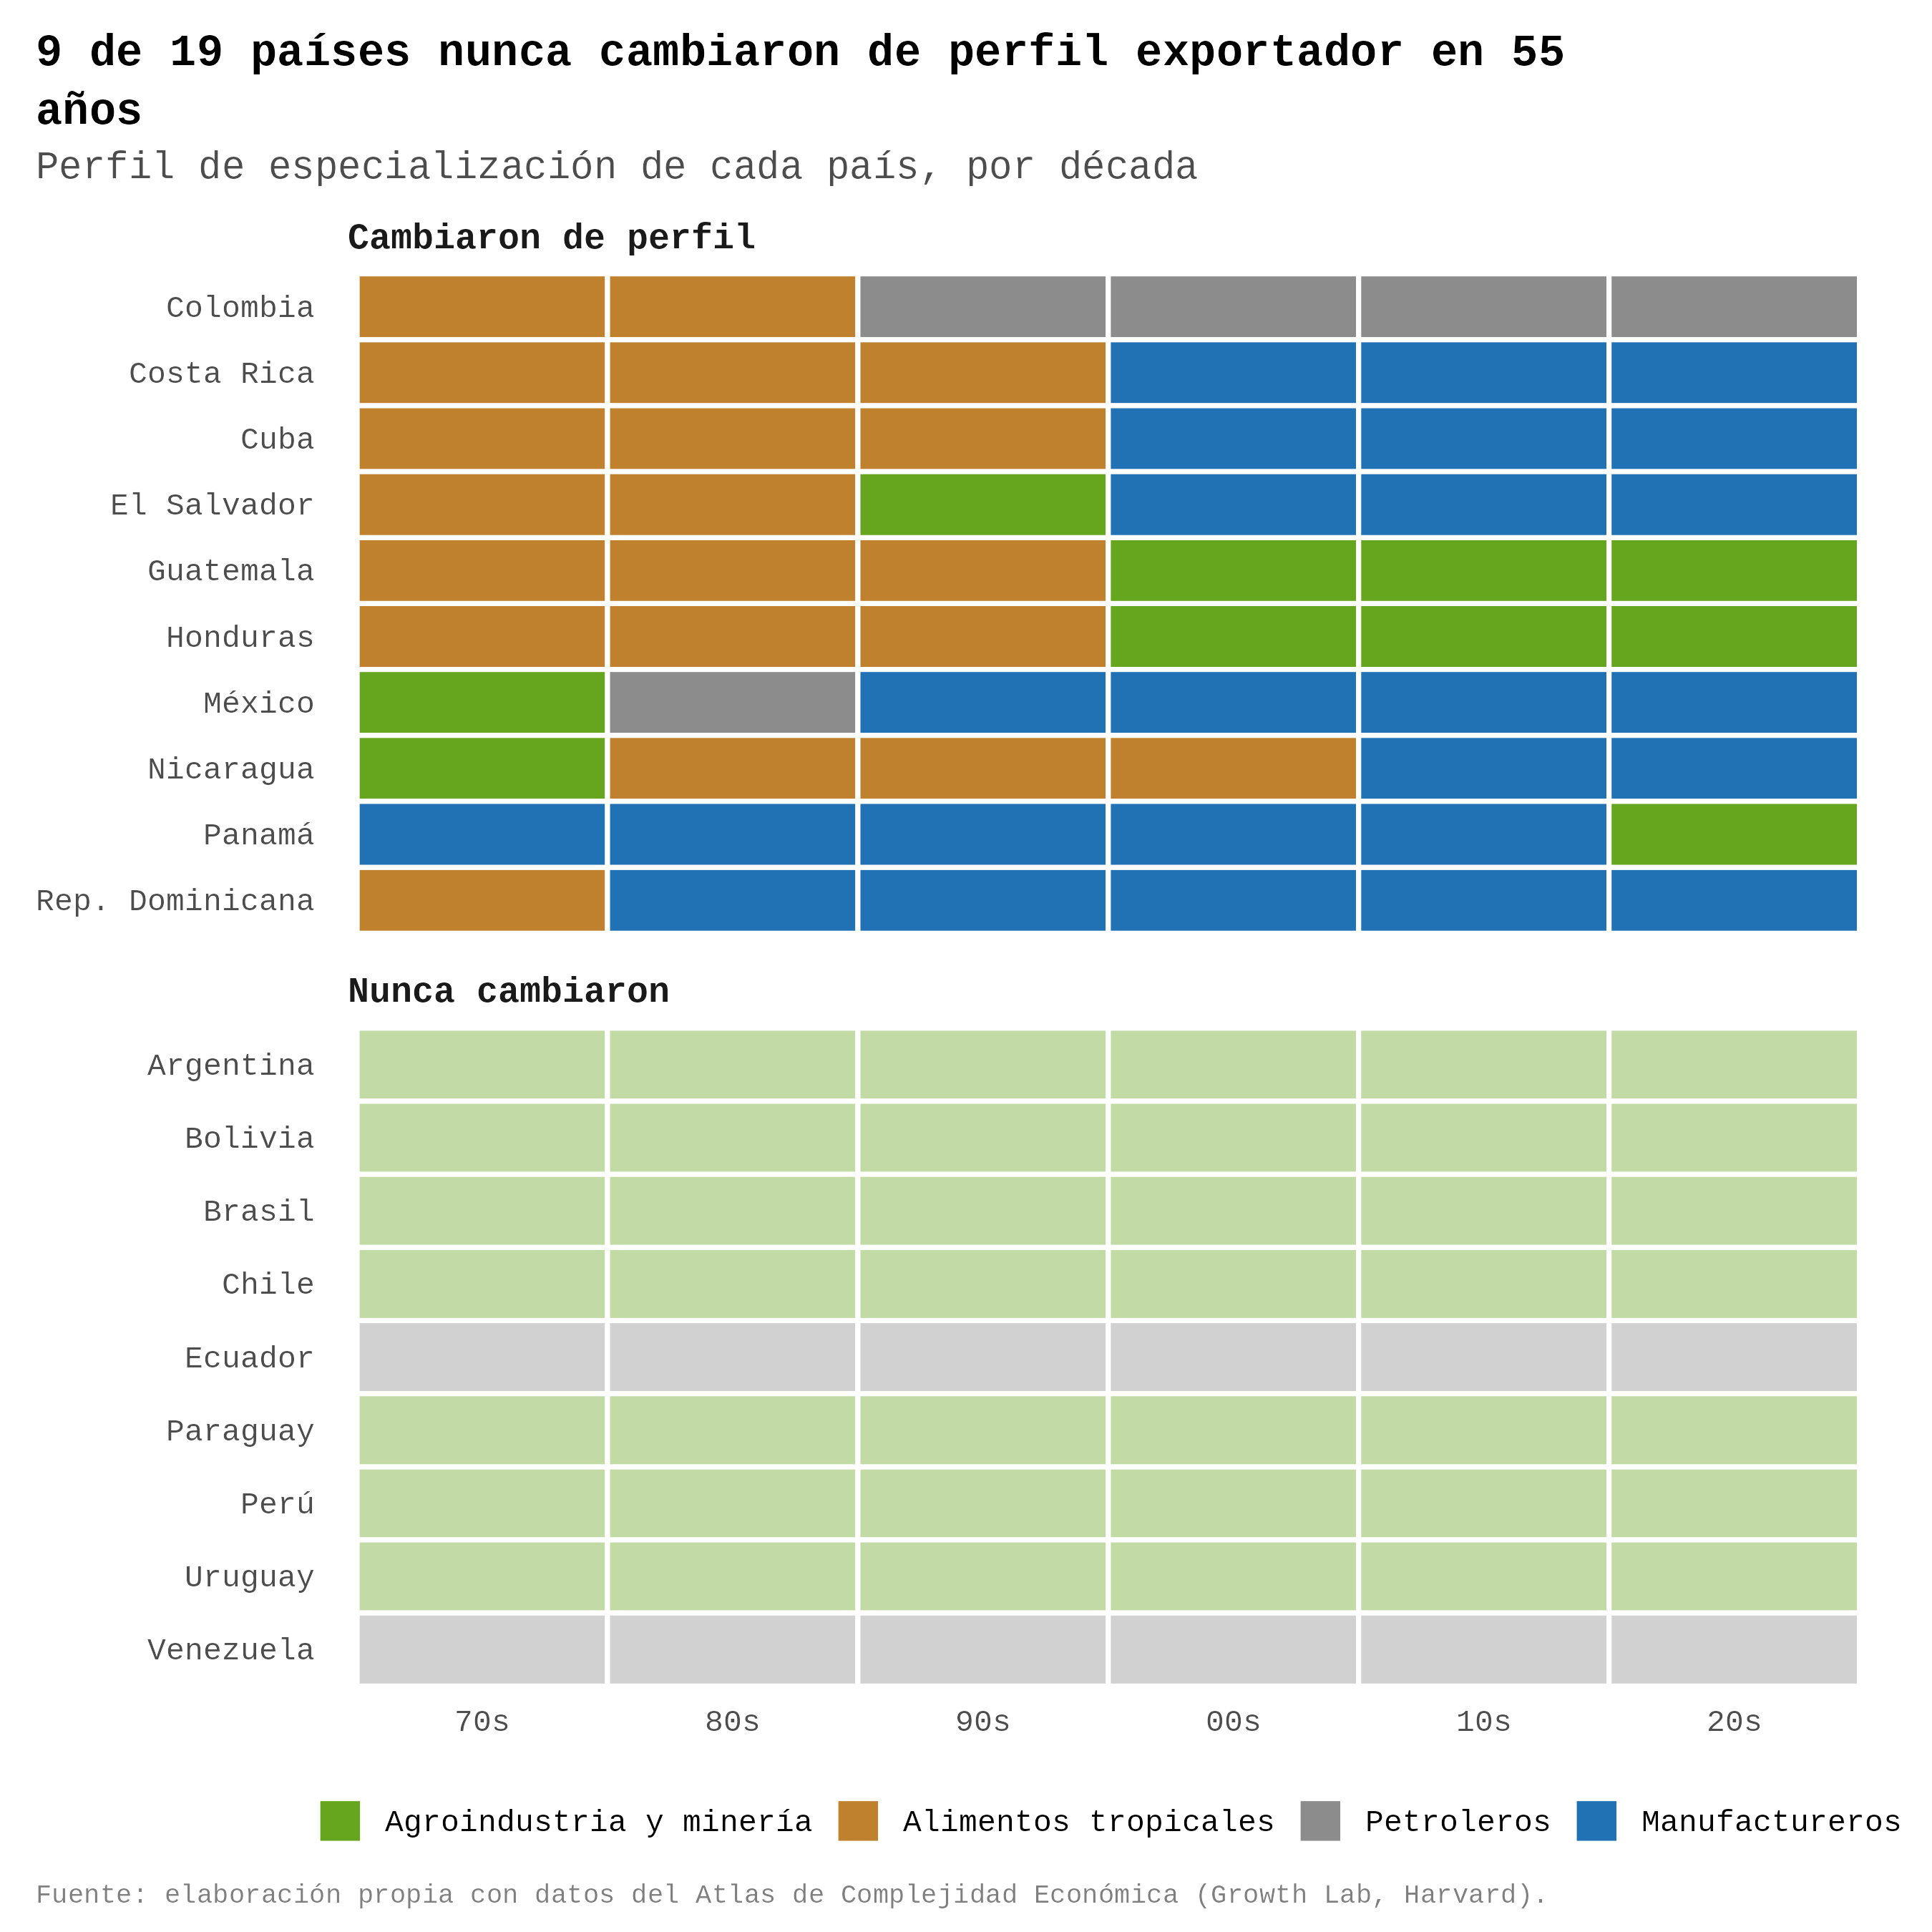 9 de 19 países nunca cambiaron de perfil exportador en 55
años
Perfil de especialización de cada país, por década
Cambiaron de perfil
Colombia
Costa Rica
Cuba
El Salvador
Guatemala
Honduras
México
Nicaragua
Panamá
Rep. Dominicana
Nunca cambiaron
Argentina
Bolivia
Brasil
Chile
Ecuador
Paraguay
Perú
Uruguay
Venezuela
70s 80s 90s 00s 10s 20s
Agroindustria y minería Alimentos tropicales Petroleros Manufactureros
Fuente: elaboración propia con datos del Atlas de Complejidad Económica (Growth Lab, Harvard).